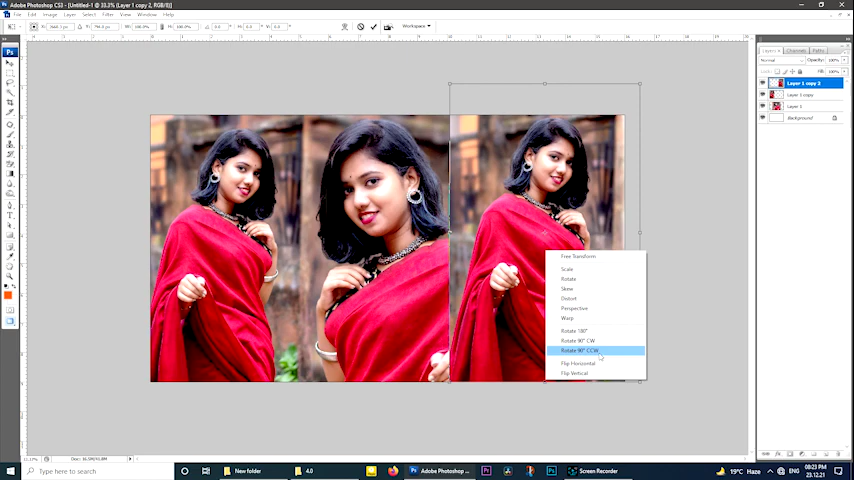 Adobe Photoshop CS3 - [Untitled-1 @ 33.3% (Layer 1 copy 2, RGB/8)]
File Edit Image Layer Select Filter View Window Help
Workspace
Layers × Channels Paths
Normal Opacity: 100%
Lock: 100%
Layer 1 copy 2
Layer 1 copy
Layer 1
Background
Free Transform
Scale
Rotate
Skew
Distort
Perspective
Warp
Rotate 180°
Rotate 90° CW
Rotate 90° CCW
Flip Horizontal
Flip Vertical
Type here to search
New folder
4.0
Adobe Photoshop ...
Screen Recorder
19°C Haze
ENG
08:23 PM
23.12.21